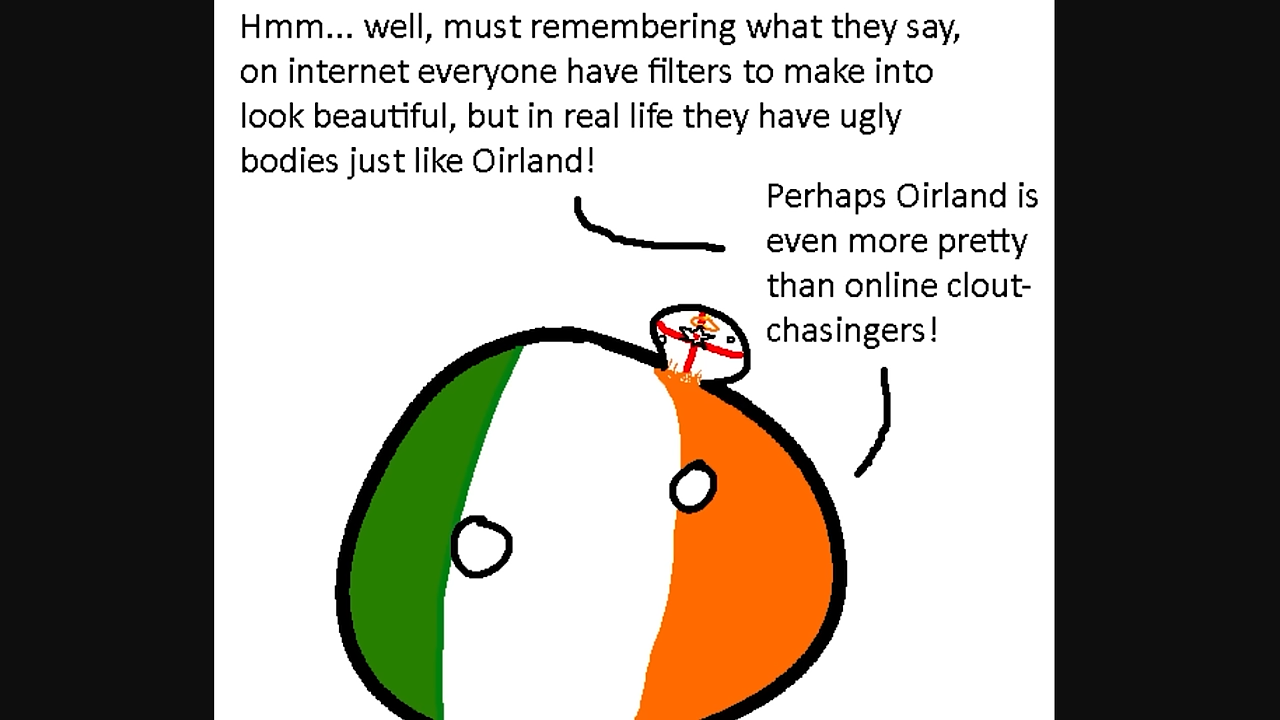 Hmm... well, must remembering what they say,
on internet everyone have filters to make into
look beautiful, but in real life they have ugly
bodies just like Oirland!
Perhaps Oirland is
even more pretty
than online clout-
chasingers!